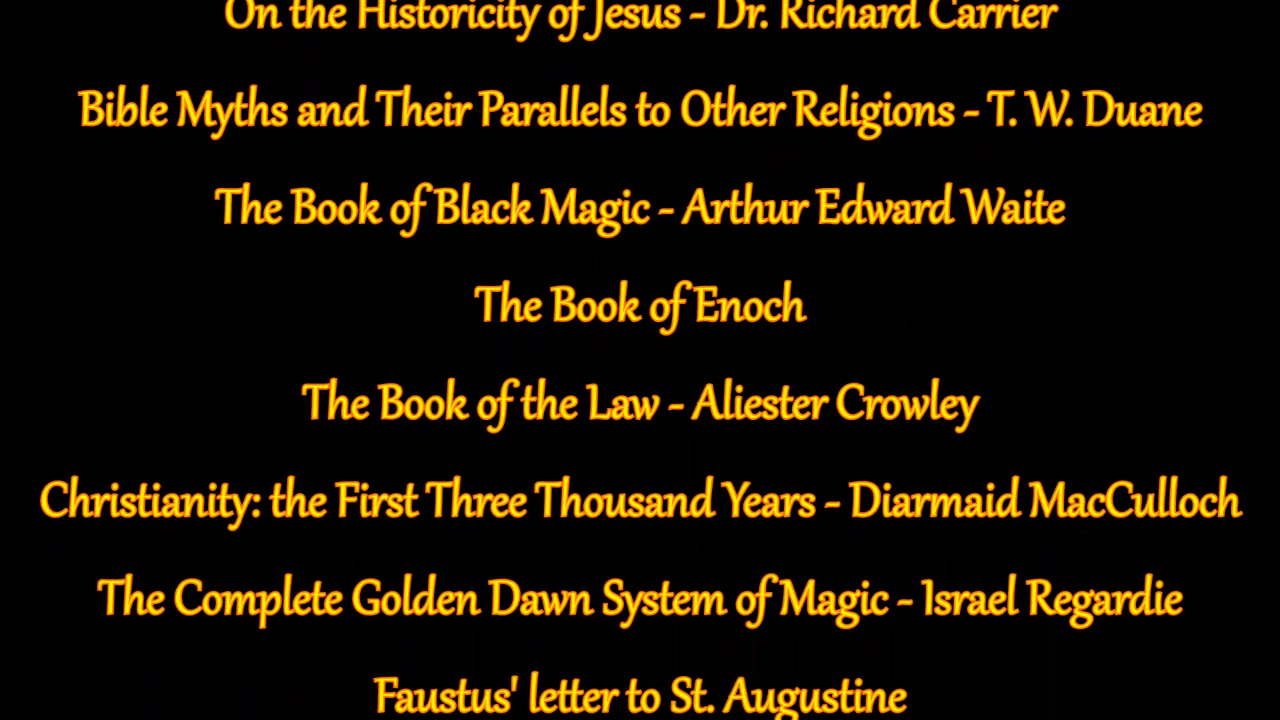 On the Historicity of Jesus - Dr. Richard Carrier
Bible Myths and Their Parallels to Other Religions - T. W. Duane
The Book of Black Magic - Arthur Edward Waite
The Book of Enoch
The Book of the Law - Aliester Crowley
Christianity: the First Three Thousand Years - Diarmaid MacCulloch
The Complete Golden Dawn System of Magic - Israel Regardie
Faustus' letter to St. Augustine